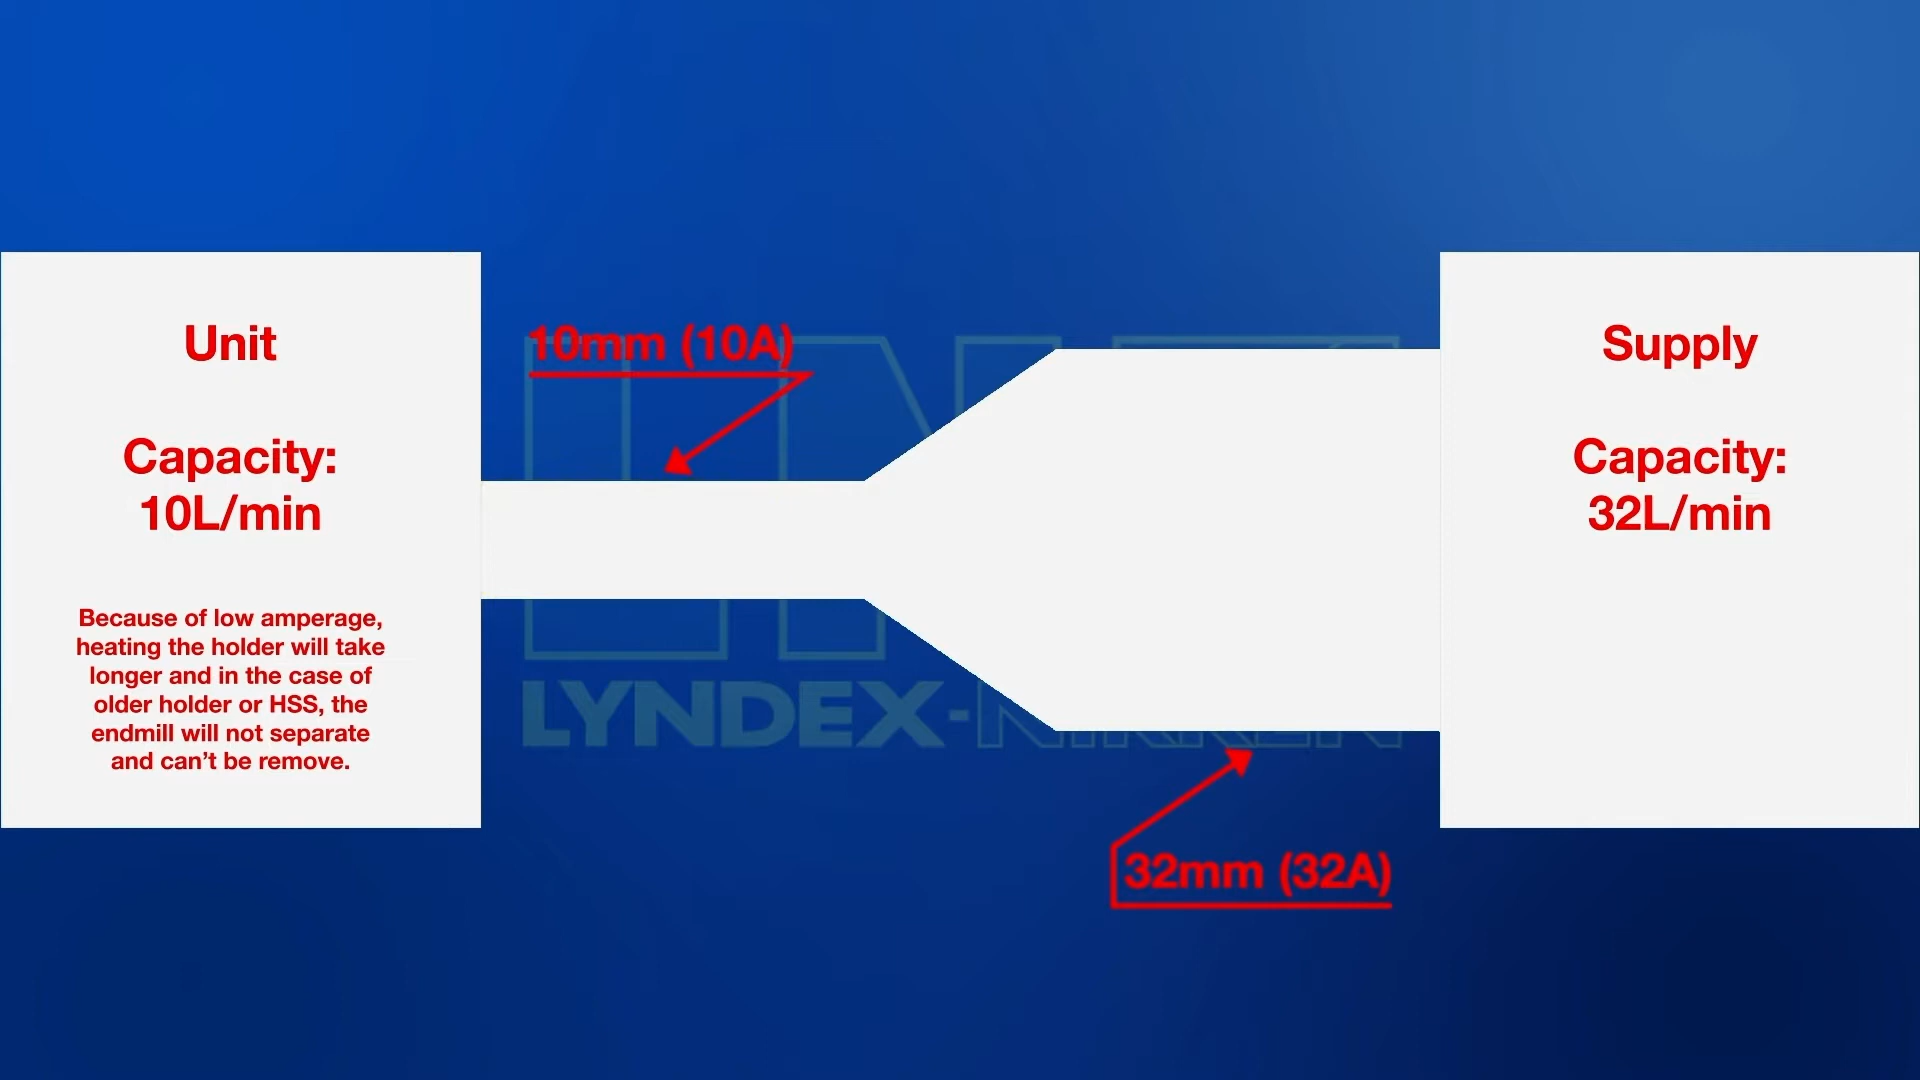 Unit
Capacity:
10L/min
Because of low amperage,
heating the holder will take
longer and in the case of
older holder or HSS, the
endmill will not separate
and can't be remove.
10mm (10A)
LYNDEX-NIKKEN
32mm (32A)
Supply
Capacity:
32L/min